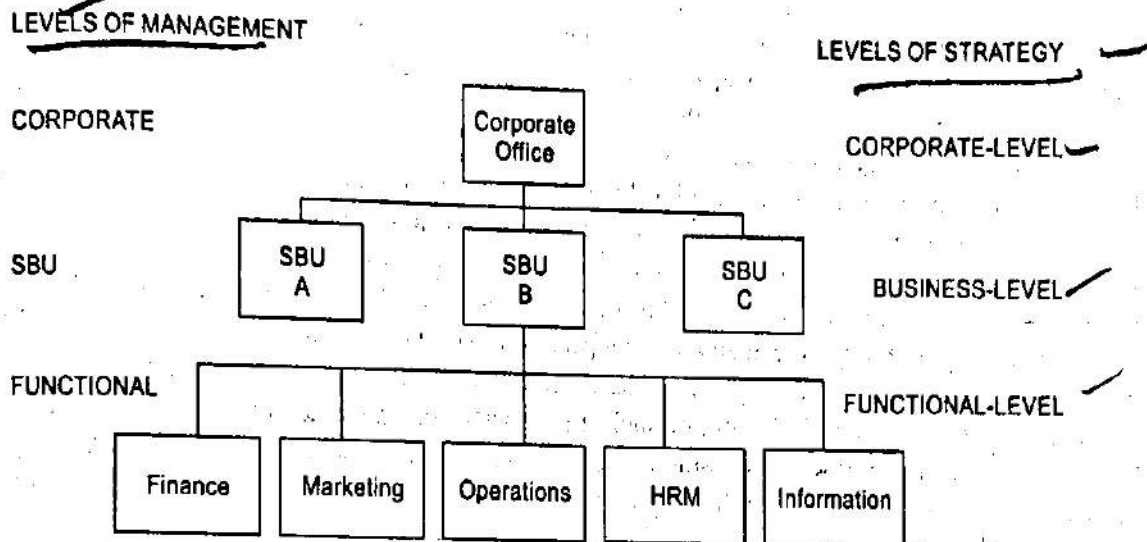 LEVELS OF MANAGEMENT
LEVELS OF STRATEGY
CORPORATE
Corporate
Office
CORPORATE-LEVEL
SBU
SBU
A
SBU
B
SBU
C
BUSINESS-LEVEL
FUNCTIONAL
FUNCTIONAL-LEVEL
Finance
Marketing
Operations
HRM
Information